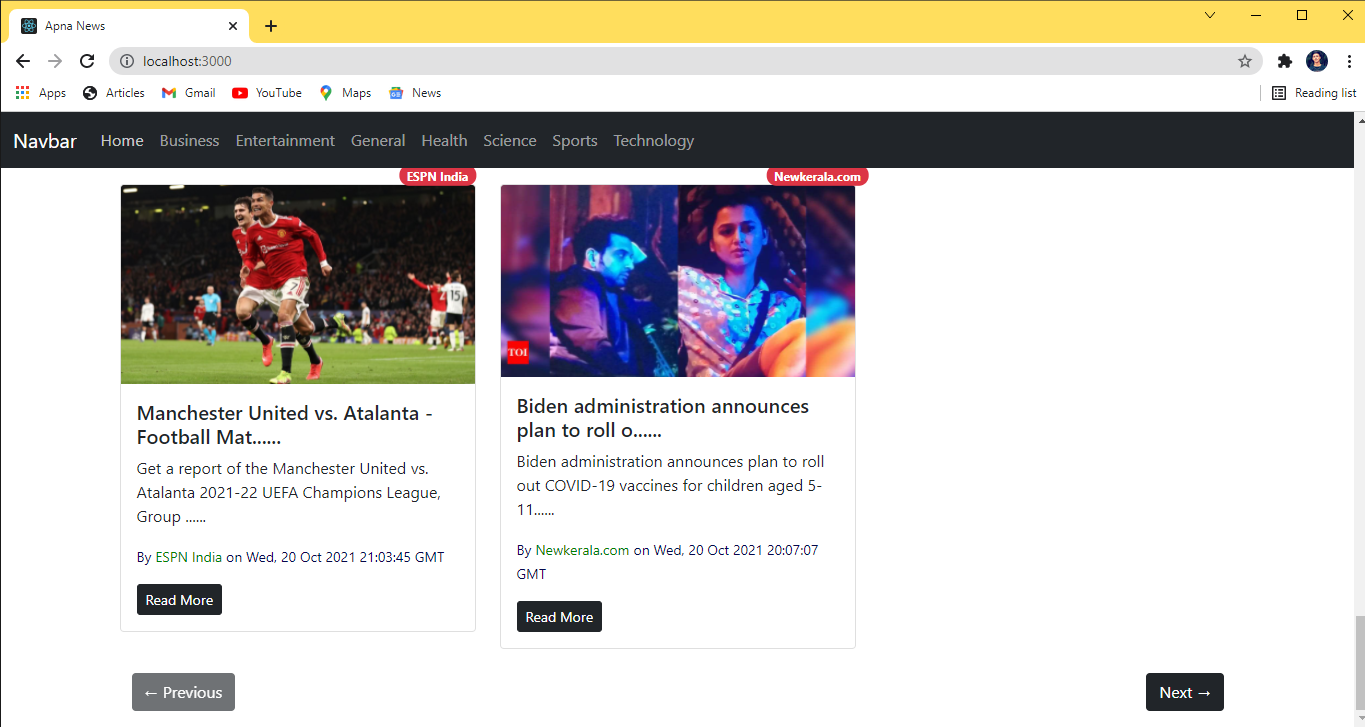 Apna News
localhost:3000
Apps Articles Gmail YouTube Maps News Reading list
Navbar Home Business Entertainment General Health Science Sports Technology
ESPN India
Newkerala.com
15
7
TOI
Manchester United vs. Atalanta -
Football Mat......
Get a report of the Manchester United vs.
Atalanta 2021-22 UEFA Champions League,
Group ......
By ESPN India on Wed, 20 Oct 2021 21:03:45 GMT
Read More
Biden administration announces
plan to roll o......
Biden administration announces plan to roll
out COVID-19 vaccines for children aged 5-
11......
By Newkerala.com on Wed, 20 Oct 2021 20:07:07
GMT
Read More
← Previous
Next →